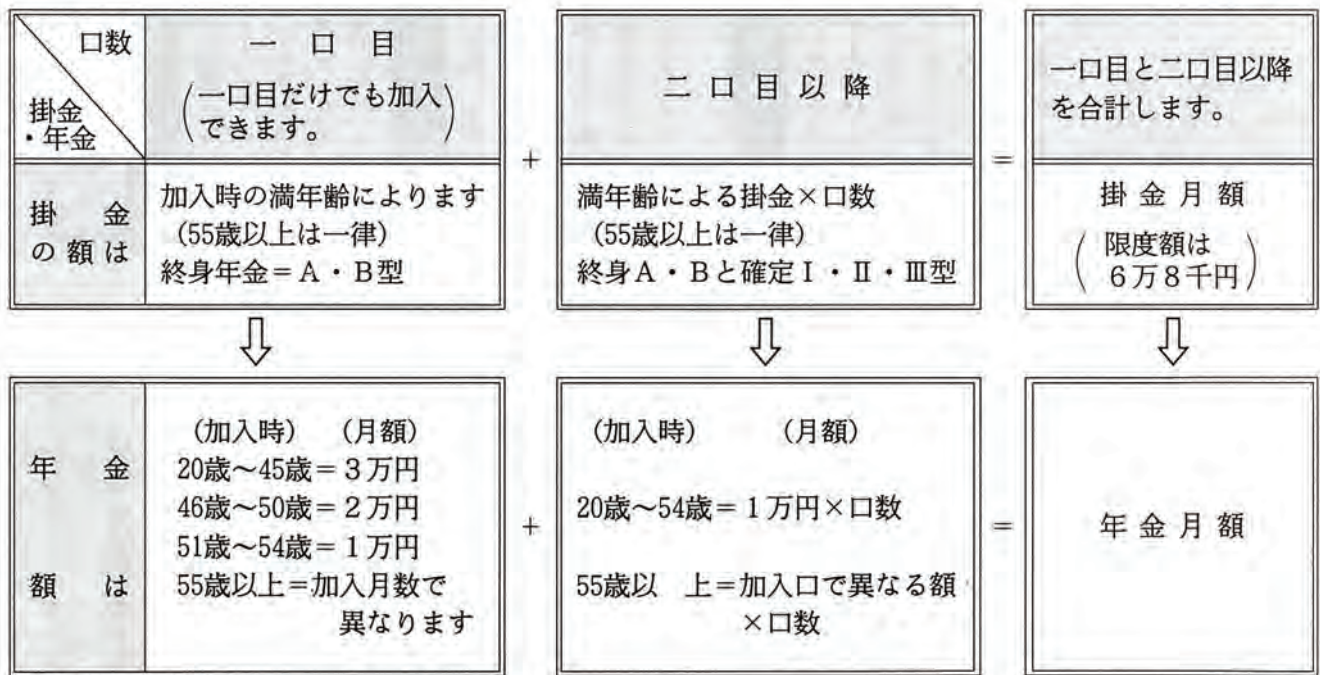 口数
掛金
・年金
一口目
(一口目だけでも加入
できます。)
掛金
の額は
加入時の満年齢によります
(55歳以上は一律)
終身年金=A・B型
+
二口目以降
満年齢による掛金×口数
(55歳以上は一律)
終身A・Bと確定Ⅰ・Ⅱ・Ⅲ型
=
一口目と二口目以降
を合計します。
掛金月額
(限度額は
6万8千円)
⇩ ⇩ ⇩
年金
額は
(加入時) (月額)
20歳〜45歳=3万円
46歳〜50歳=2万円
51歳〜54歳=1万円
55歳以上=加入月数で
異なります
+
(加入時) (月額)
20歳〜54歳=1万円×口数
55歳以 上=加入口で異なる額
×口数
=
年金月額